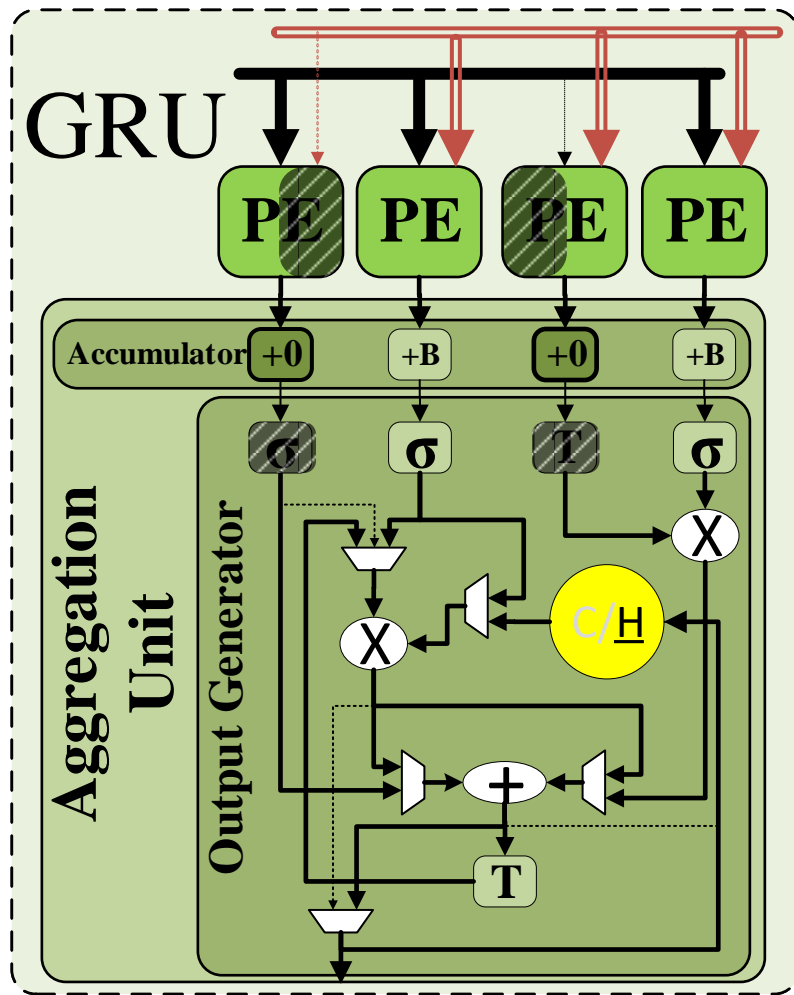 GRU
PE PE PE PE
Accumulator +0 +B +0 +B
σ σ T σ
X
C/H
X
+
T
Aggregation
Unit
Output Generator